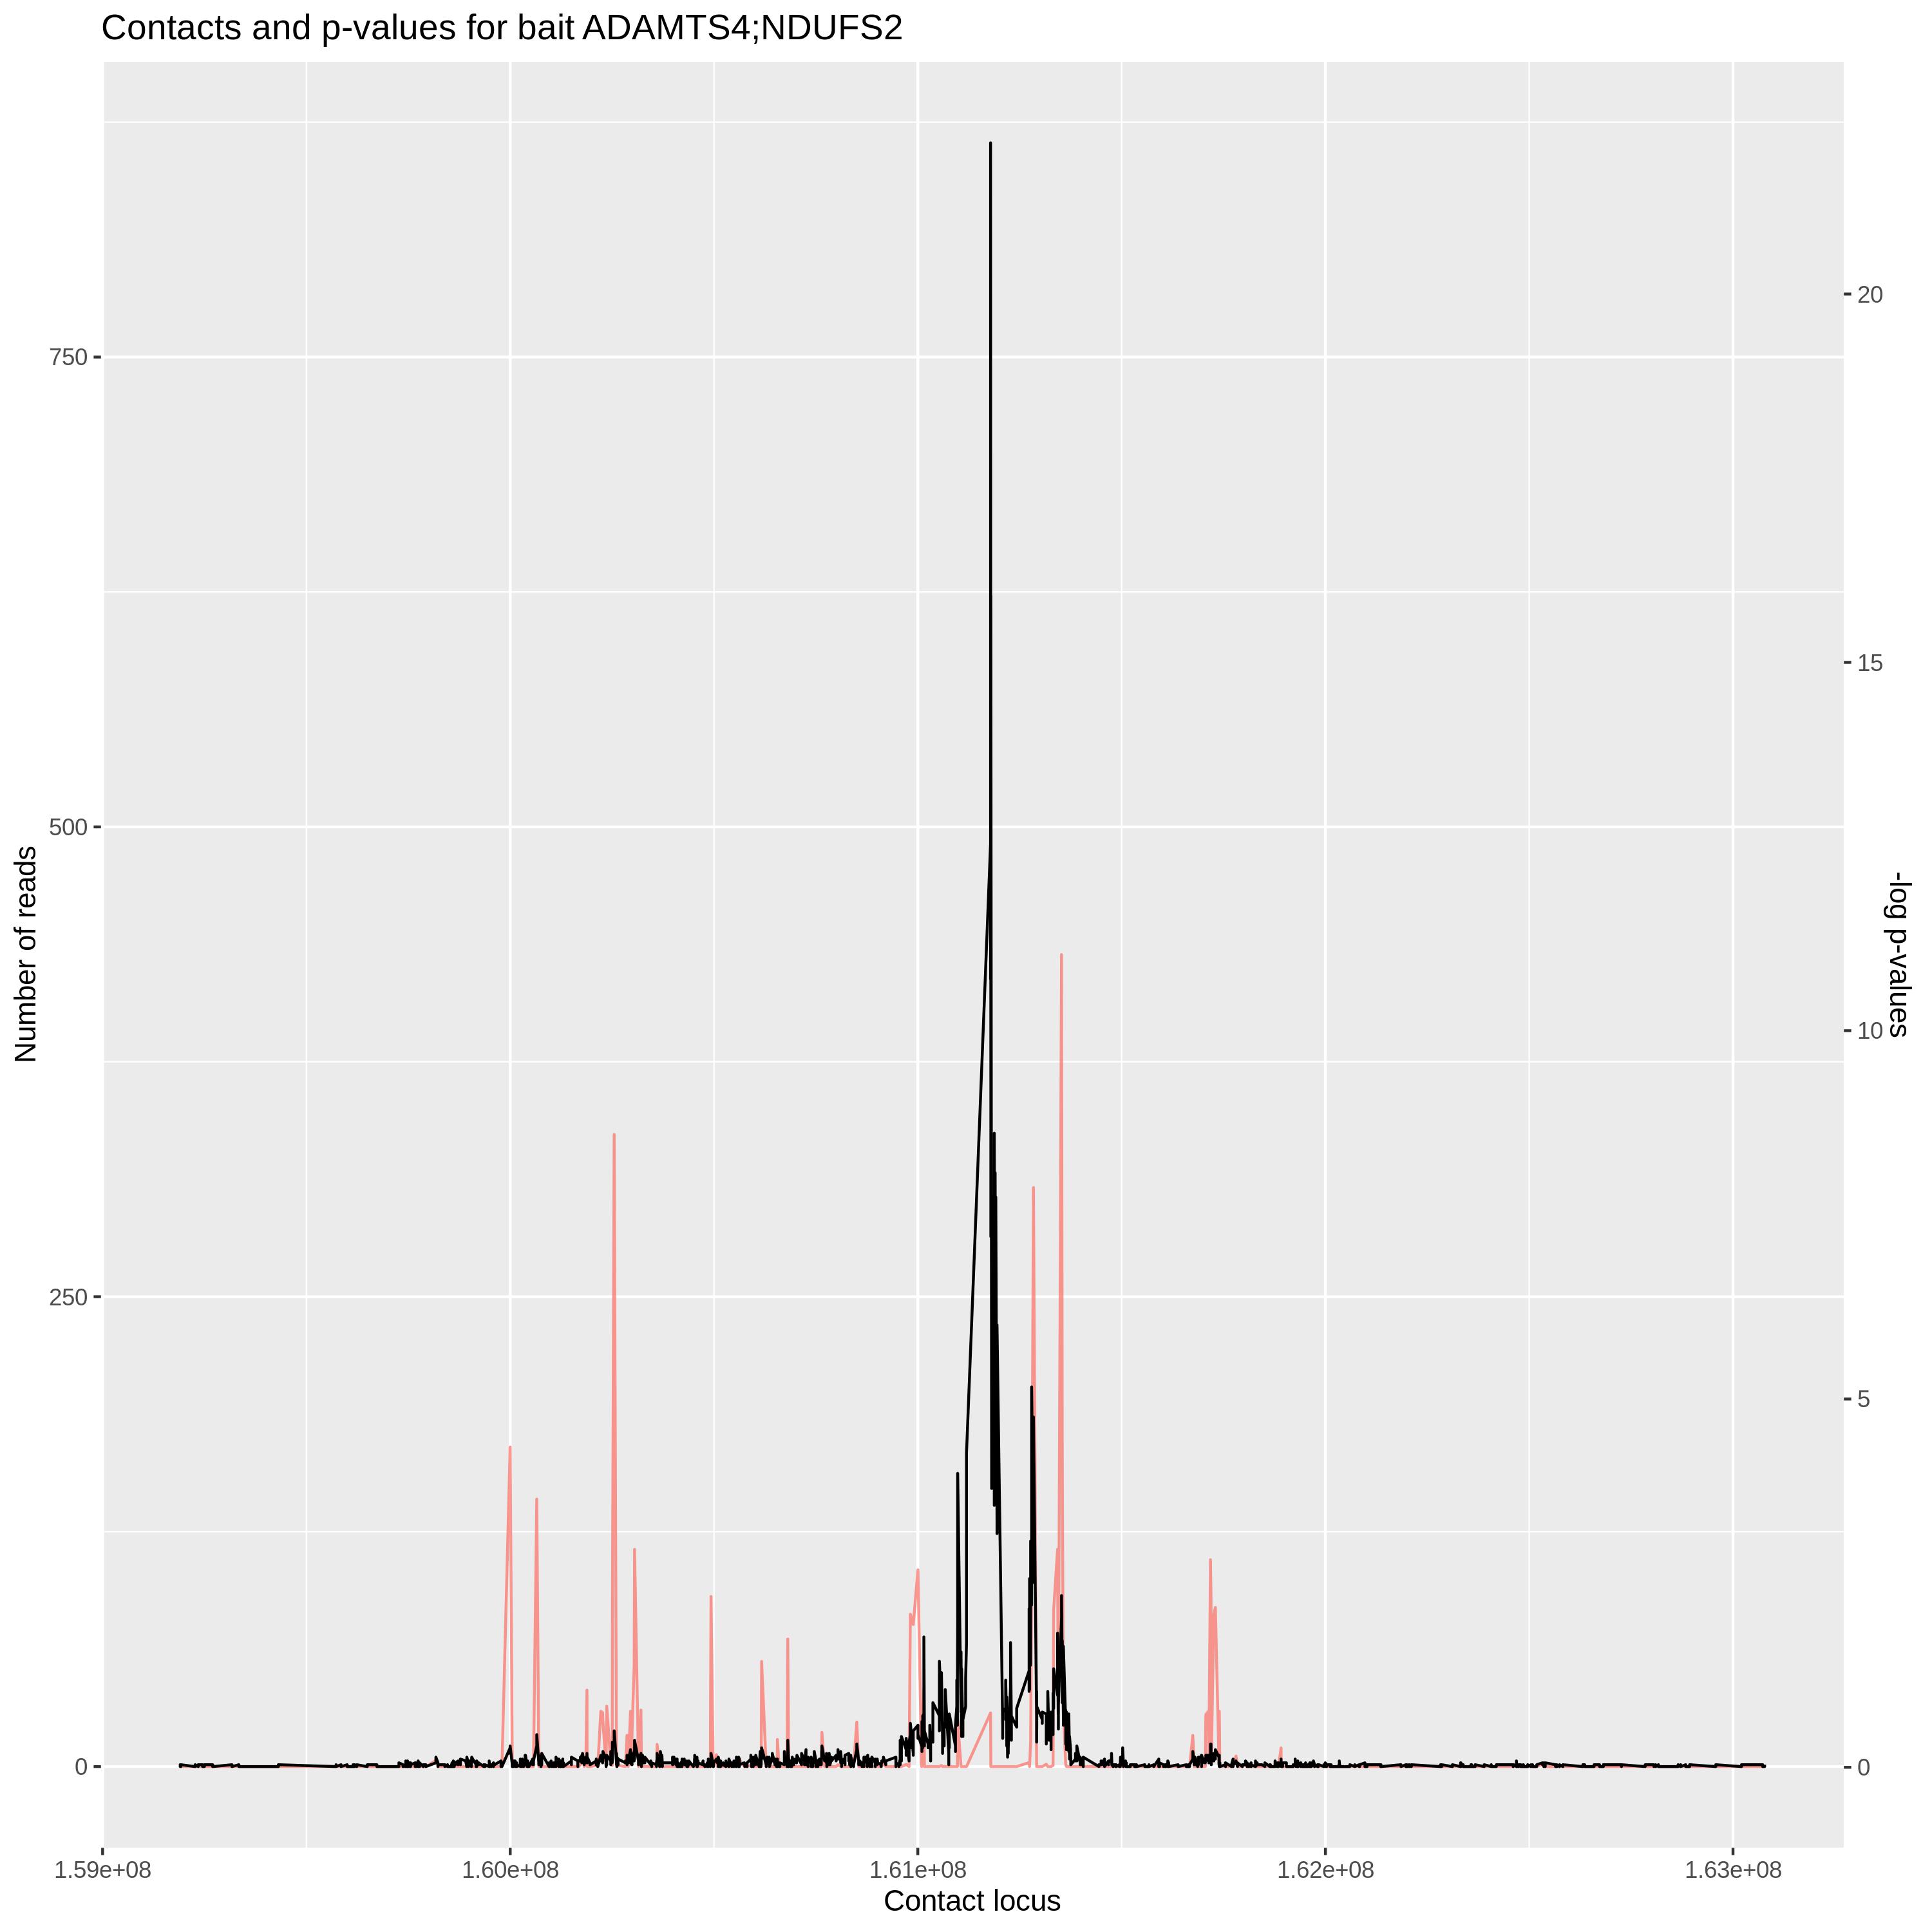 Contacts and p-values for bait ADAMTS4;NDUFS2
750
500
250
0
Number of reads
20
15
10
5
0
-log p-values
1.59e+08
1.60e+08
1.61e+08
1.62e+08
1.63e+08
Contact locus